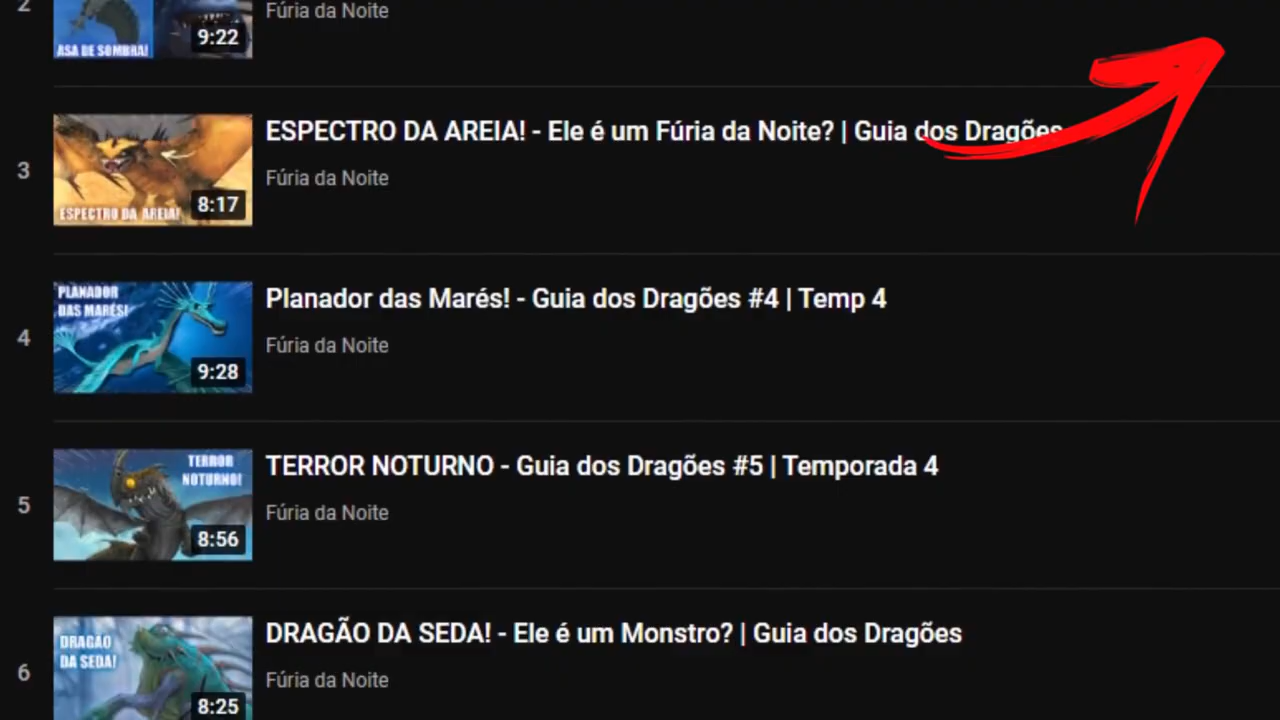 2
Fúria da Noite
ASA DE SOMBRA!
9:22
3
ESPECTRO DA AREIA! - Ele é um Fúria da Noite? | Guia dos Dragões
Fúria da Noite
ESPECTRO DA AREIA!
8:17
4
PLANADOR
DAS MARÉS!
Planador das Marés! - Guia dos Dragões #4 | Temp 4
Fúria da Noite
9:28
5
TERROR
NOTURNO!
TERROR NOTURNO - Guia dos Dragões #5 | Temporada 4
Fúria da Noite
8:56
6
DRAGÃO
DA SEDA!
DRAGÃO DA SEDA! - Ele é um Monstro? | Guia dos Dragões
Fúria da Noite
8:25